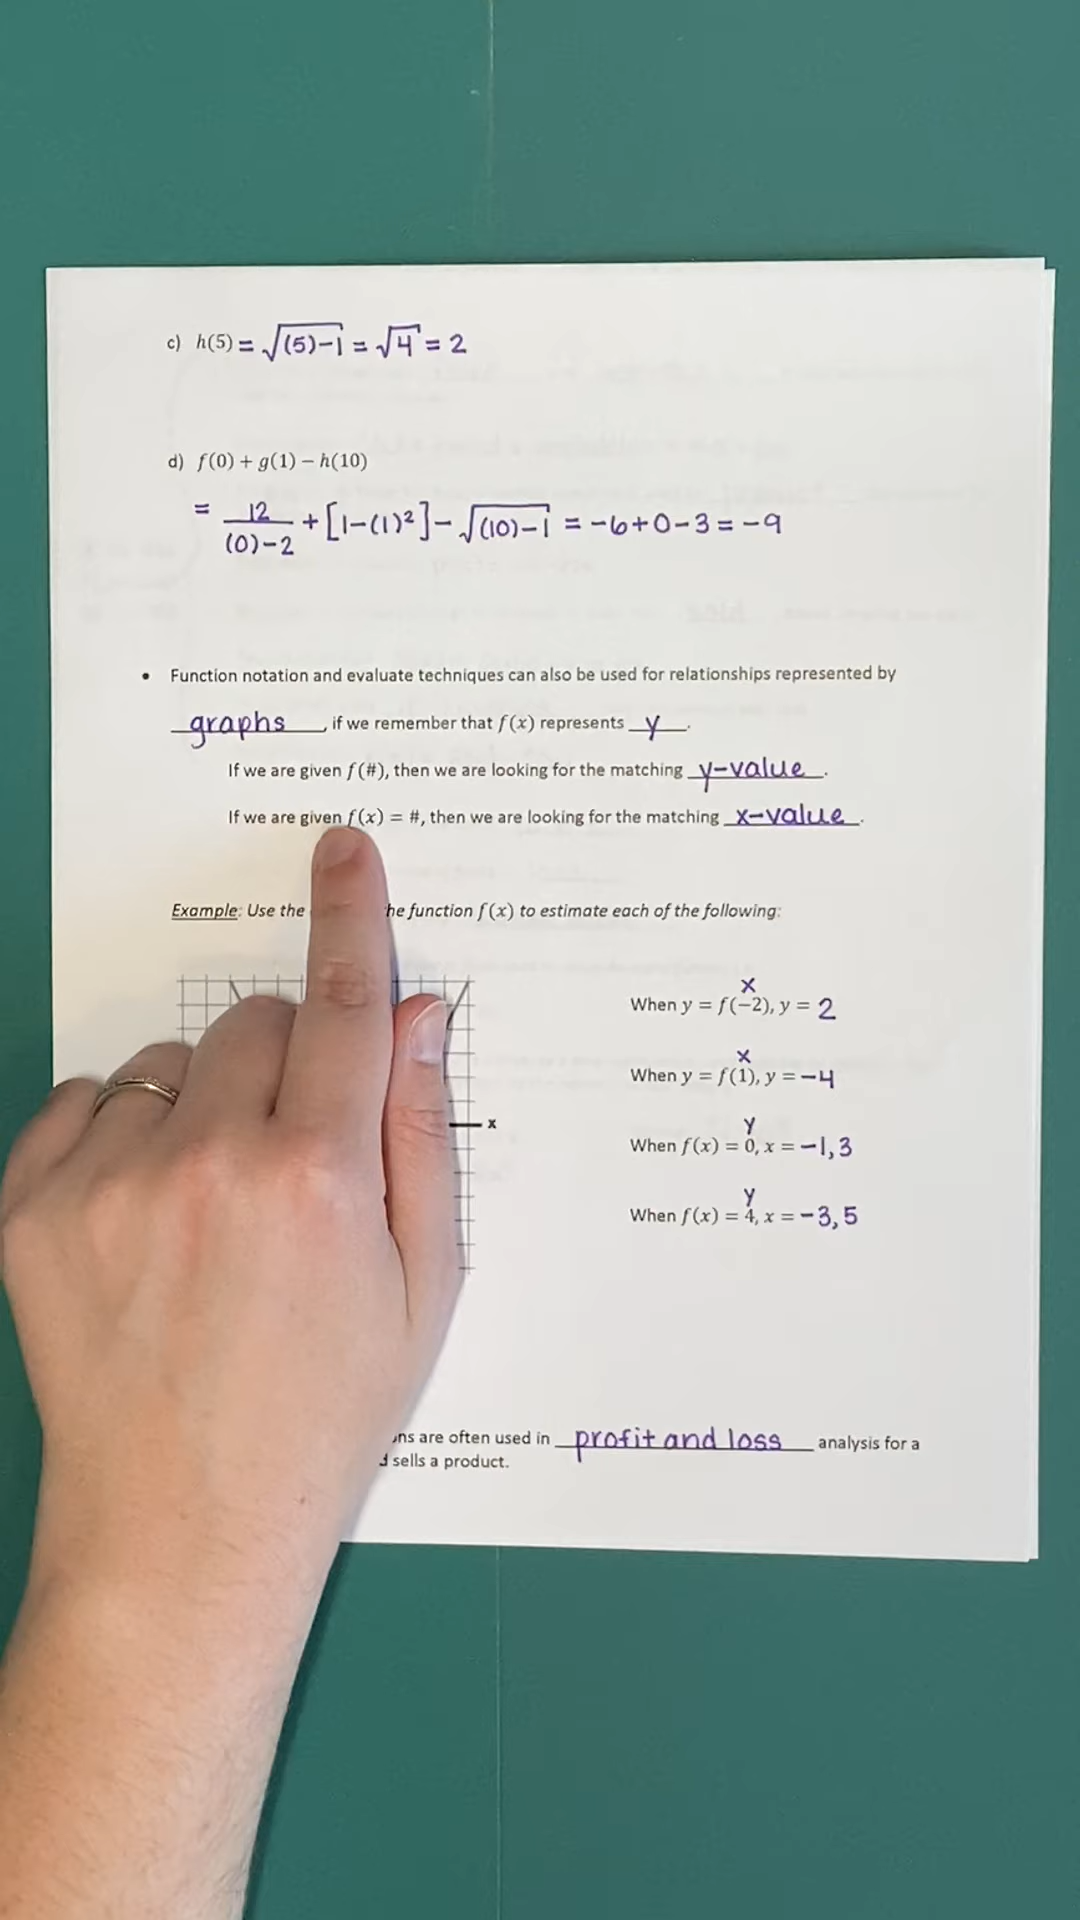 c) h(5) = √(5)-1 = √4 = 2
d) f(0) + g(1) − h(10)
= 12/(0)-2 + [1-(1)²] - √(10)-1 = -6+0-3 = -9
• Function notation and evaluate techniques can also be used for relationships represented by
graphs, if we remember that f(x) represents y.
If we are given f(#), then we are looking for the matching y-value.
If we are given f(x) = #, then we are looking for the matching x-value.
Example: Use the he function f(x) to estimate each of the following:
x
When y = f(−2), y = 2
x
When y = f(1), y = -4
x
y
When f(x) = 0, x = -1, 3
y
When f(x) = 4, x = -3, 5
ns are often used in profit and loss analysis for a
sells a product.